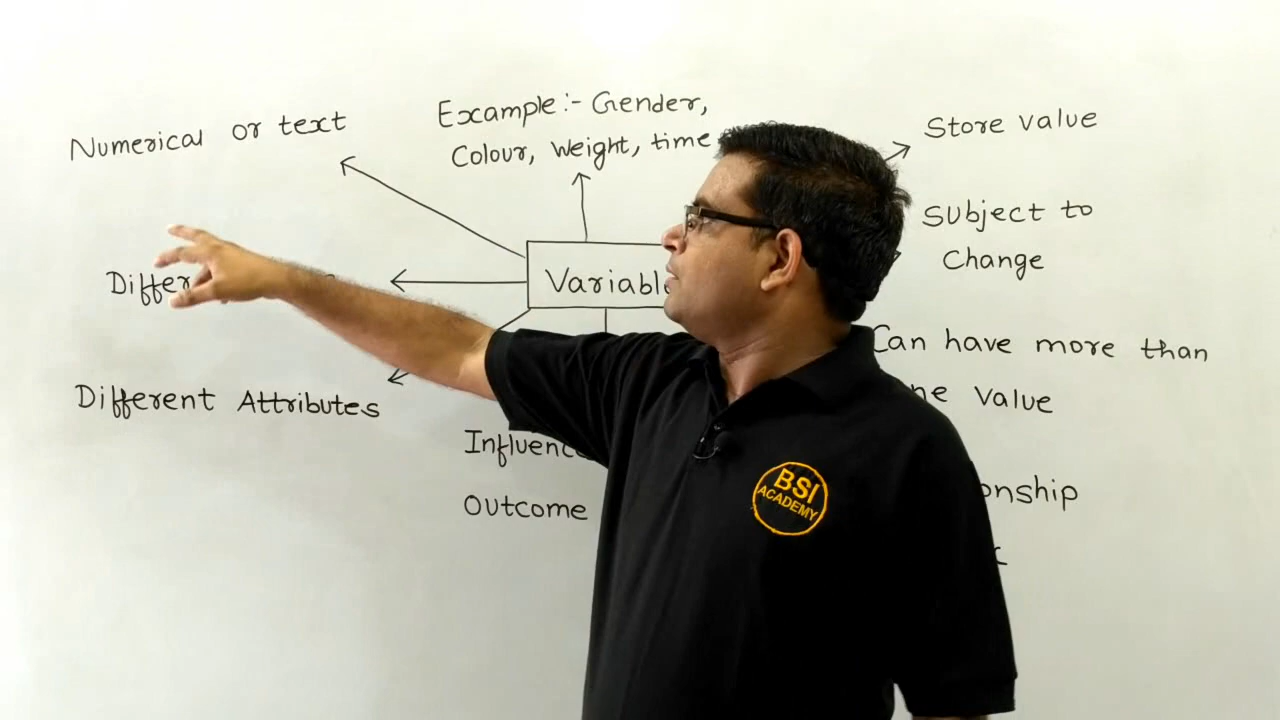 Numerical or text
Example:- Gender,
Colour, weight, time
Store value
Subject to
Change
Different Attributes
Can have more than
value
Outcome
BSI
ACADEMY